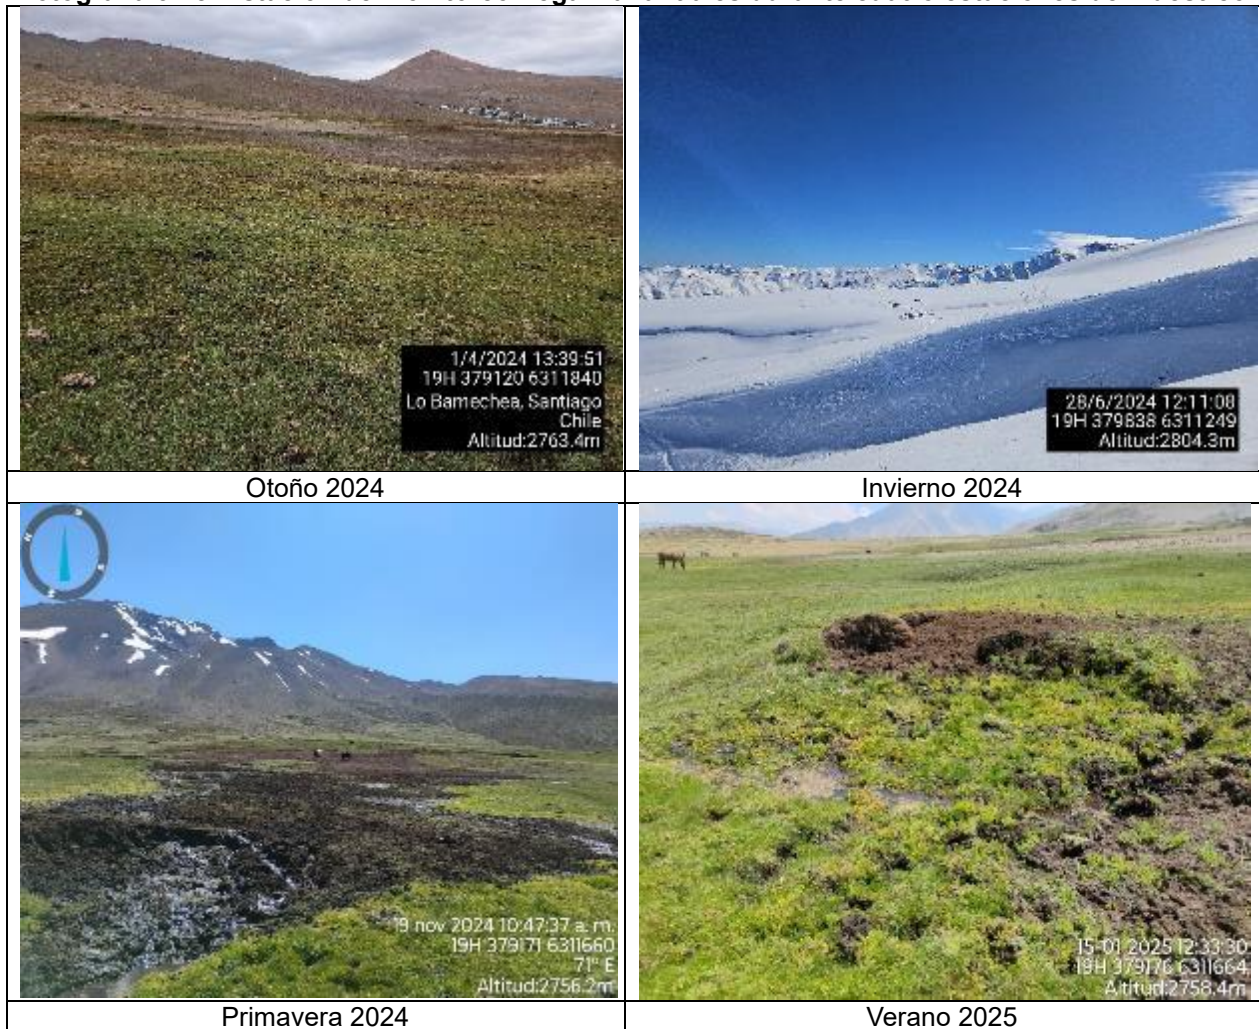 1/4/2024 13:39:51
19H 379120 6311840
Lo Barnechea, Santiago
Chile
Altitud:2763.4m
28/6/2024 12:11:08
19H 379838 6311249
Altitud:2804.3m
Otoño 2024
Invierno 2024
19 nov 2024 10:47:37 a. m.
19H 379171 6311660
71° E
Altitud:2756.2m
15-01-2025 12:33:30
19H 379176 6311664
Altitud:2758.4m
Primavera 2024
Verano 2025